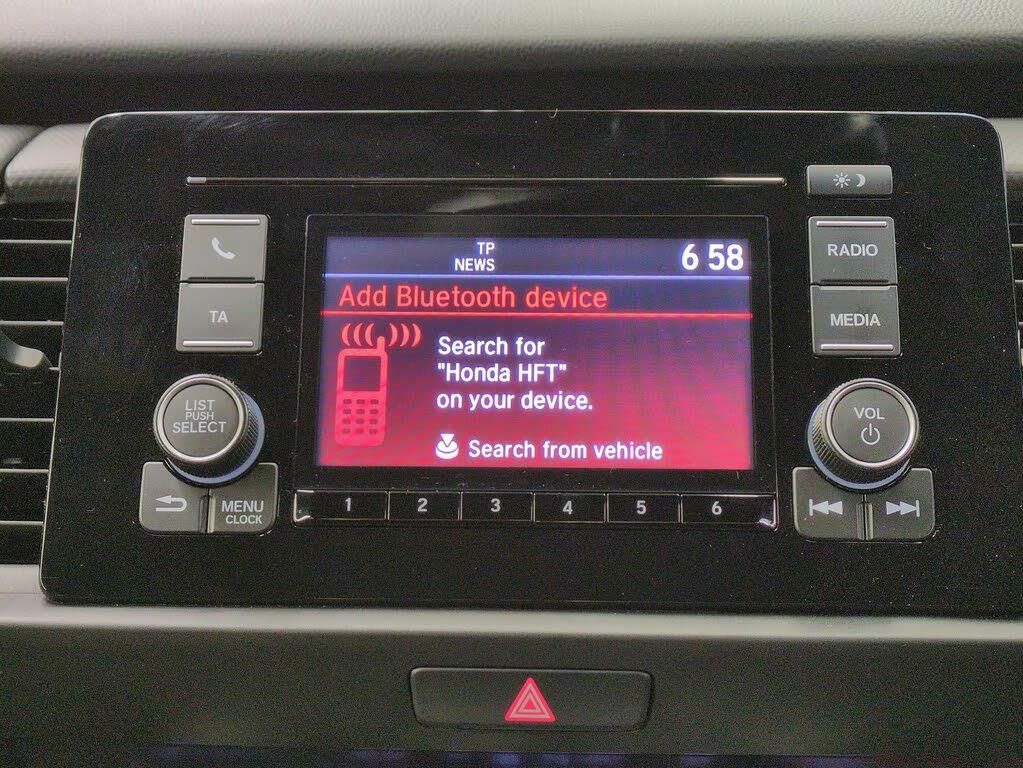 TP
NEWS
6 58
Add Bluetooth device
Search for
"Honda HFT"
on your device.
Search from vehicle
TA
LIST
PUSH
SELECT
MENU
CLOCK
1 2 3 4 5 6
RADIO
MEDIA
VOL